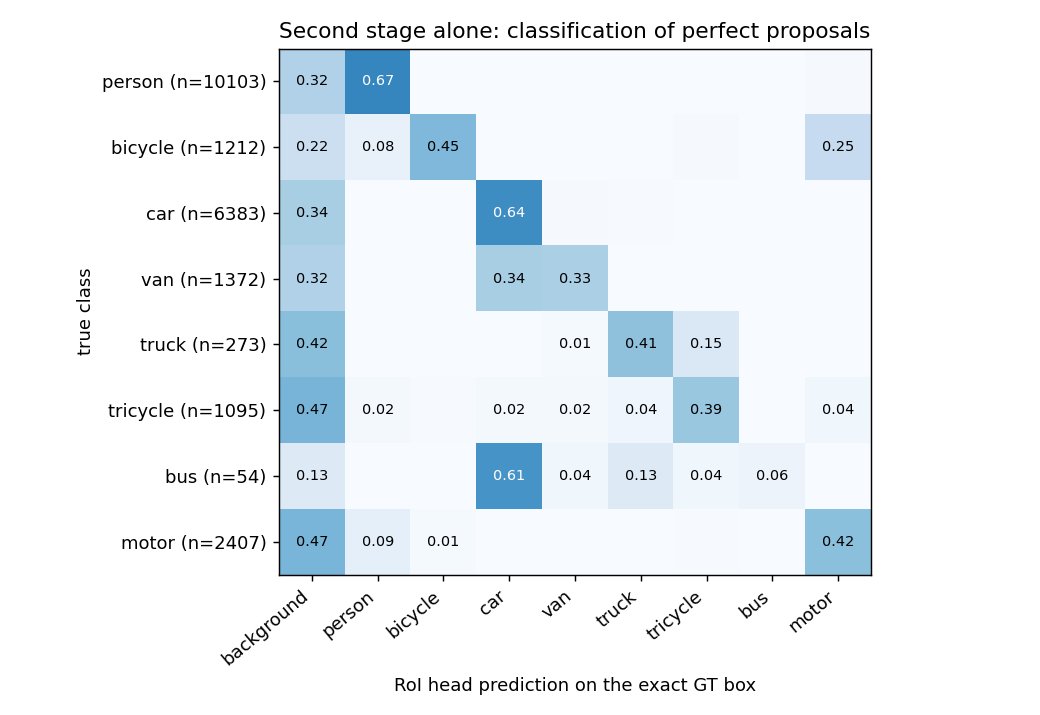 Second stage alone: classification of perfect proposals
true class
person (n=10103) 0.32 0.67
bicycle (n=1212) 0.22 0.08 0.45 0.25
car (n=6383) 0.34 0.64
van (n=1372) 0.32 0.34 0.33
truck (n=273) 0.42 0.01 0.41 0.15
tricycle (n=1095) 0.47 0.02 0.02 0.02 0.04 0.39 0.04
bus (n=54) 0.13 0.61 0.04 0.13 0.04 0.06
motor (n=2407) 0.47 0.09 0.01 0.42
background person bicycle car van truck tricycle bus motor
RoI head prediction on the exact GT box